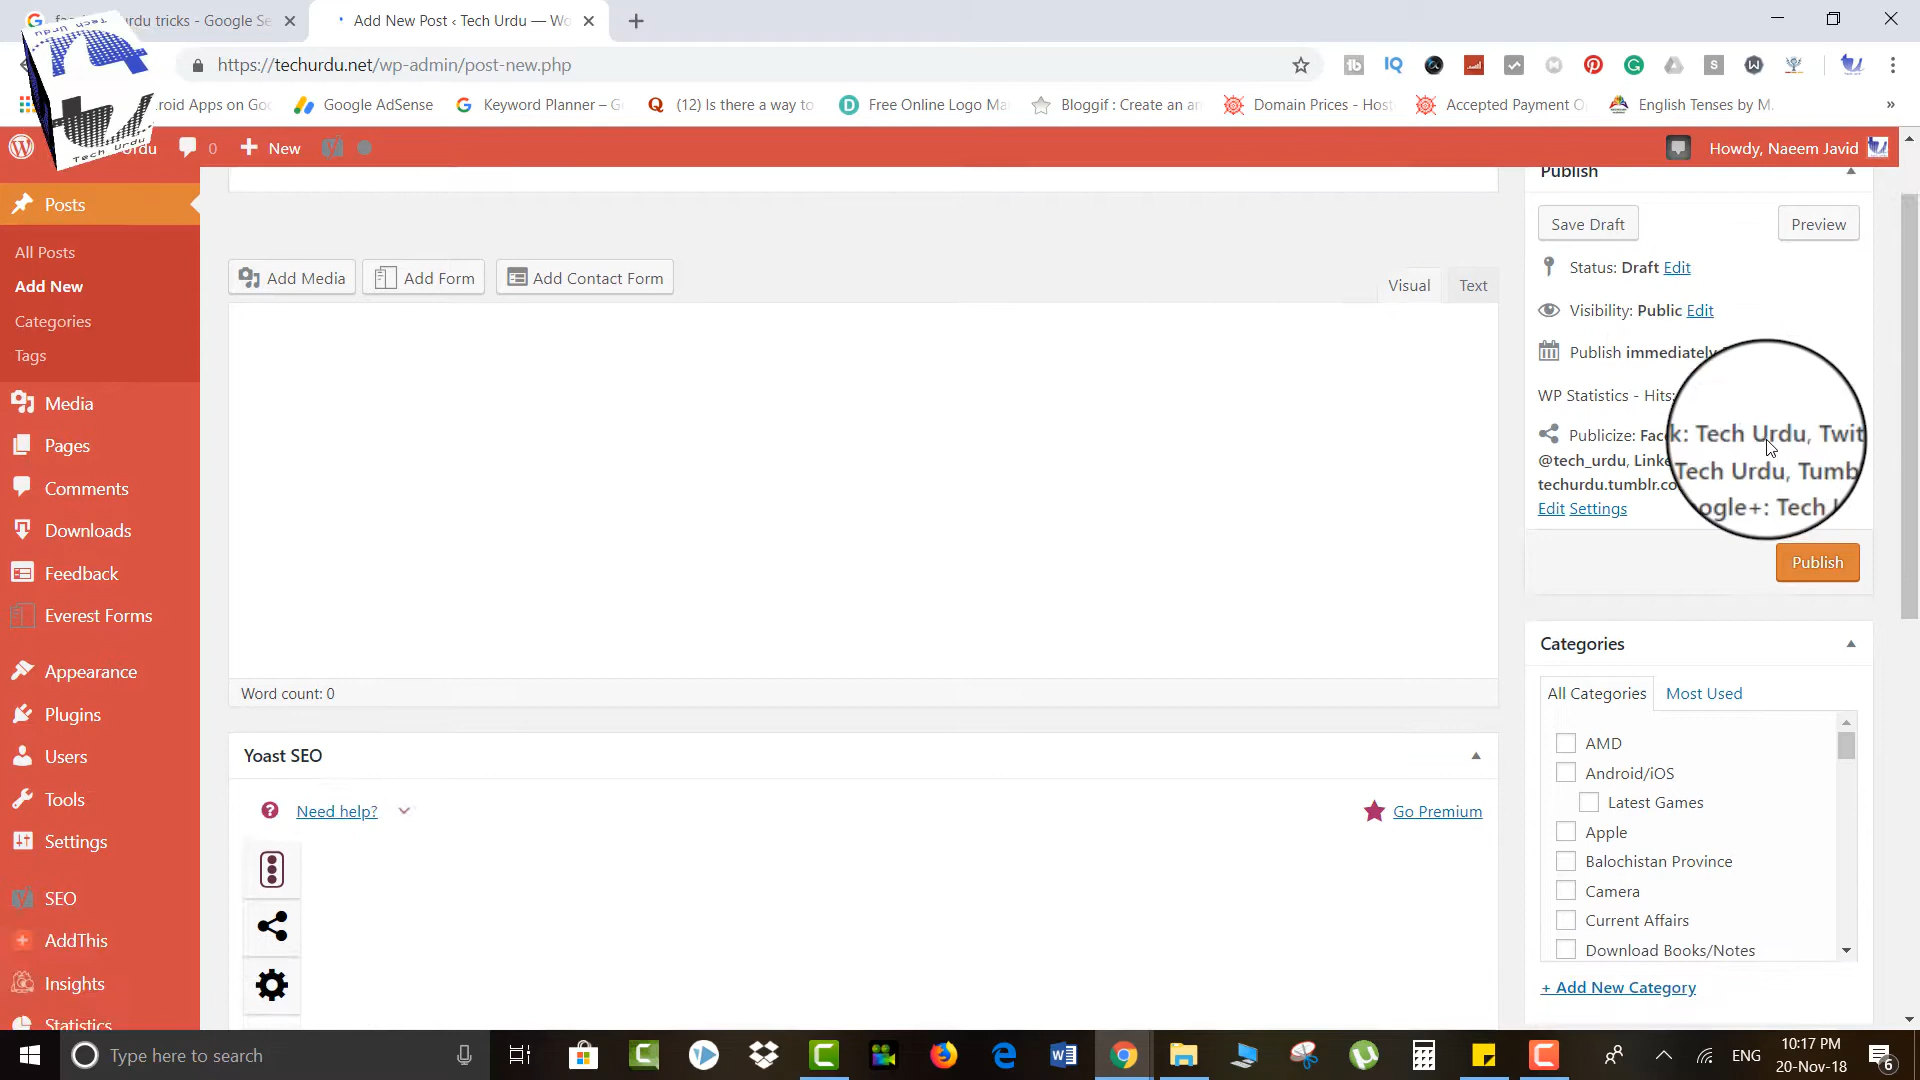 urdu tricks - Google Se
Add New Post ‹ Tech Urdu — Wo
https://techurdu.net/wp-admin/post-new.php
roid Apps on Go
Google AdSense
Keyword Planner – G
(12) Is there a way to
Free Online Logo Ma
Bloggif : Create an an
Domain Prices - Host
Accepted Payment O
English Tenses by M.
»
Tech Urdu
Tech Urdu
0
New
Howdy, Naeem Javid
Posts
All Posts
Add New
Categories
Tags
Media
Pages
Comments
Downloads
Feedback
Everest Forms
Appearance
Plugins
Users
Tools
Settings
SEO
AddThis
Insights
Statistics
Add Media
Add Form
Add Contact Form
Visual
Text
Word count: 0
Yoast SEO
Need help?
Go Premium
Publish
Save Draft
Preview
Status: Draft Edit
Visibility: Public Edit
Publish immediately
WP Statistics - Hits:
Publicize: Fac k: Tech Urdu, Twit
@tech_urdu, Linke Tech Urdu, Tumb
techurdu.tumblr.co ogle+: Tech
Edit Settings
Publish
Categories
All Categories
Most Used
AMD
Android/iOS
Latest Games
Apple
Balochistan Province
Camera
Current Affairs
Download Books/Notes
+ Add New Category
Type here to search
ENG
10:17 PM
20-Nov-18
6